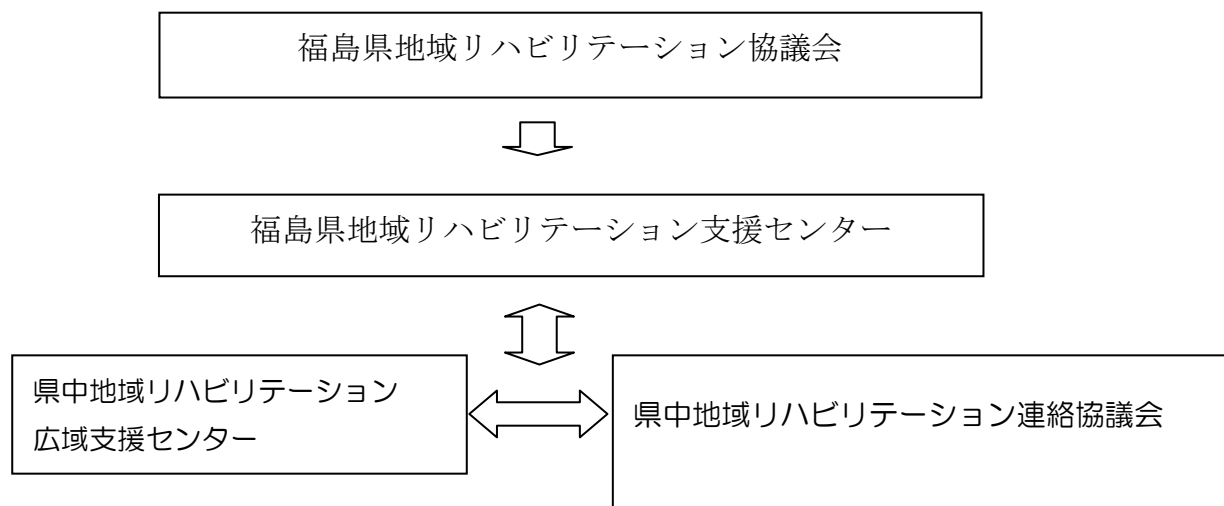 福島県地域リハビリテーション協議会
福島県地域リハビリテーション支援センター
県中地域リハビリテーション
広域支援センター
県中地域リハビリテーション連絡協議会